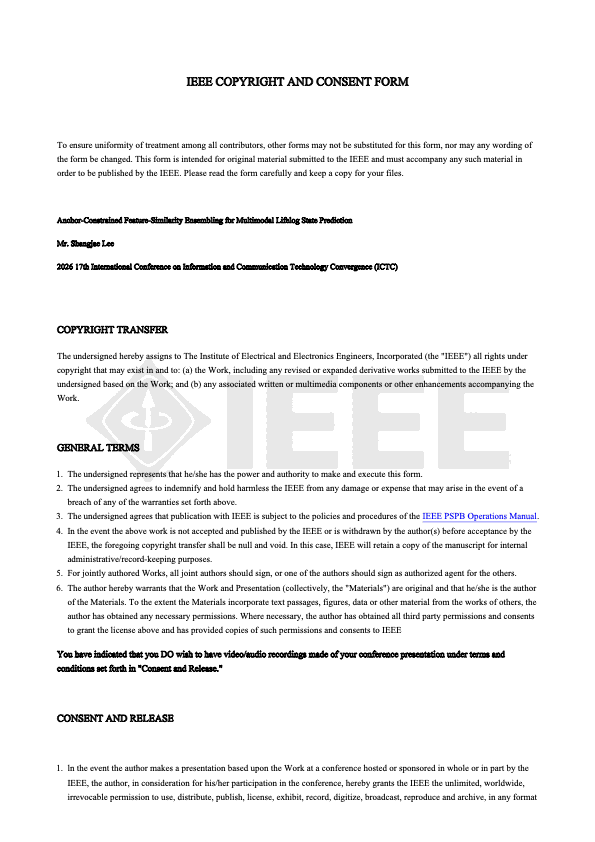 IEEE COPYRIGHT AND CONSENT FORM
To ensure uniformity of treatment among all contributors, other forms may not be substituted for this form, nor may any wording of
the form be changed. This form is intended for original material submitted to the IEEE and must accompany any such material in
order to be published by the IEEE. Please read the form carefully and keep a copy for your files.
Anchor-Constrained Feature-Similarity Ensembling for Multimodal Lifelog State Prediction
Mr. Shangjae Lee
2026 17th International Conference on Information and Communication Technology Convergence (ICTC)
COPYRIGHT TRANSFER
The undersigned hereby assigns to The Institute of Electrical and Electronics Engineers, Incorporated (the "IEEE") all rights under
copyright that may exist in and to: (a) the Work, including any revised or expanded derivative works submitted to the IEEE by the
undersigned based on the Work; and (b) any associated written or multimedia components or other enhancements accompanying the
Work.
IEEE
GENERAL TERMS
1. The undersigned represents that he/she has the power and authority to make and execute this form.
2. The undersigned agrees to indemnify and hold harmless the IEEE from any damage or expense that may arise in the event of a
breach of any of the warranties set forth above.
3. The undersigned agrees that publication with IEEE is subject to the policies and procedures of the IEEE PSPB Operations Manual.
4. In the event the above work is not accepted and published by the IEEE or is withdrawn by the author(s) before acceptance by the
IEEE, the foregoing copyright transfer shall be null and void. In this case, IEEE will retain a copy of the manuscript for internal
administrative/record-keeping purposes.
5. For jointly authored Works, all joint authors should sign, or one of the authors should sign as authorized agent for the others.
6. The author hereby warrants that the Work and Presentation (collectively, the "Materials") are original and that he/she is the author
of the Materials. To the extent the Materials incorporate text passages, figures, data or other material from the works of others, the
author has obtained any necessary permissions. Where necessary, the author has obtained all third party permissions and consents
to grant the license above and has provided copies of such permissions and consents to IEEE
You have indicated that you DO wish to have video/audio recordings made of your conference presentation under terms and
conditions set forth in "Consent and Release."
CONSENT AND RELEASE
1. In the event the author makes a presentation based upon the Work at a conference hosted or sponsored in whole or in part by the
IEEE, the author, in consideration for his/her participation in the conference, hereby grants the IEEE the unlimited, worldwide,
irrevocable permission to use, distribute, publish, license, exhibit, record, digitize, broadcast, reproduce and archive, in any format